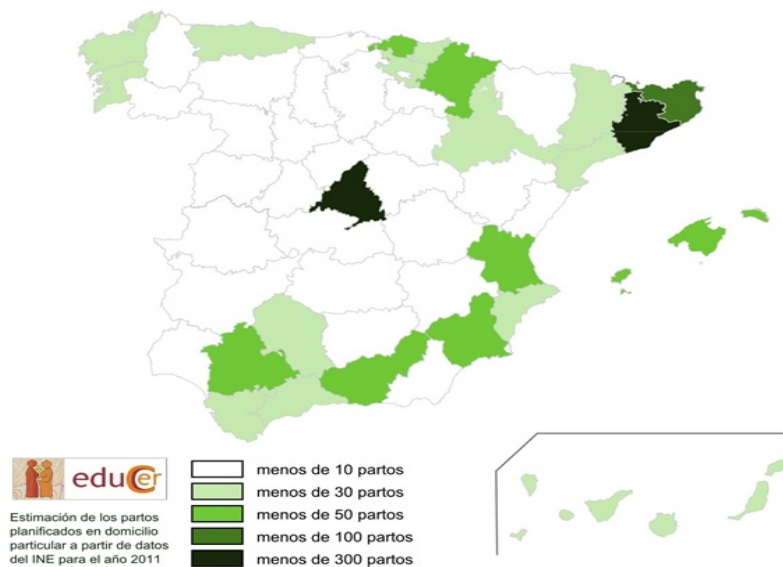 eduCer
Estimación de los partos
planificados en domicilio
particular a partir de datos
del INE para el año 2011
menos de 10 partos
menos de 30 partos
menos de 50 partos
menos de 100 partos
menos de 300 partos